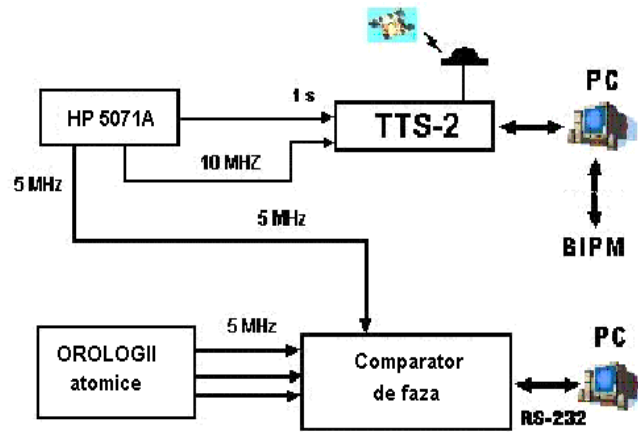 PC
1 s
HP 5071A
TTS-2
10 MHZ
5 MHz
5 MHz
BIPM
5 MHz
PC
OROLOGII
atomice
Comparator
de faza
RS-232